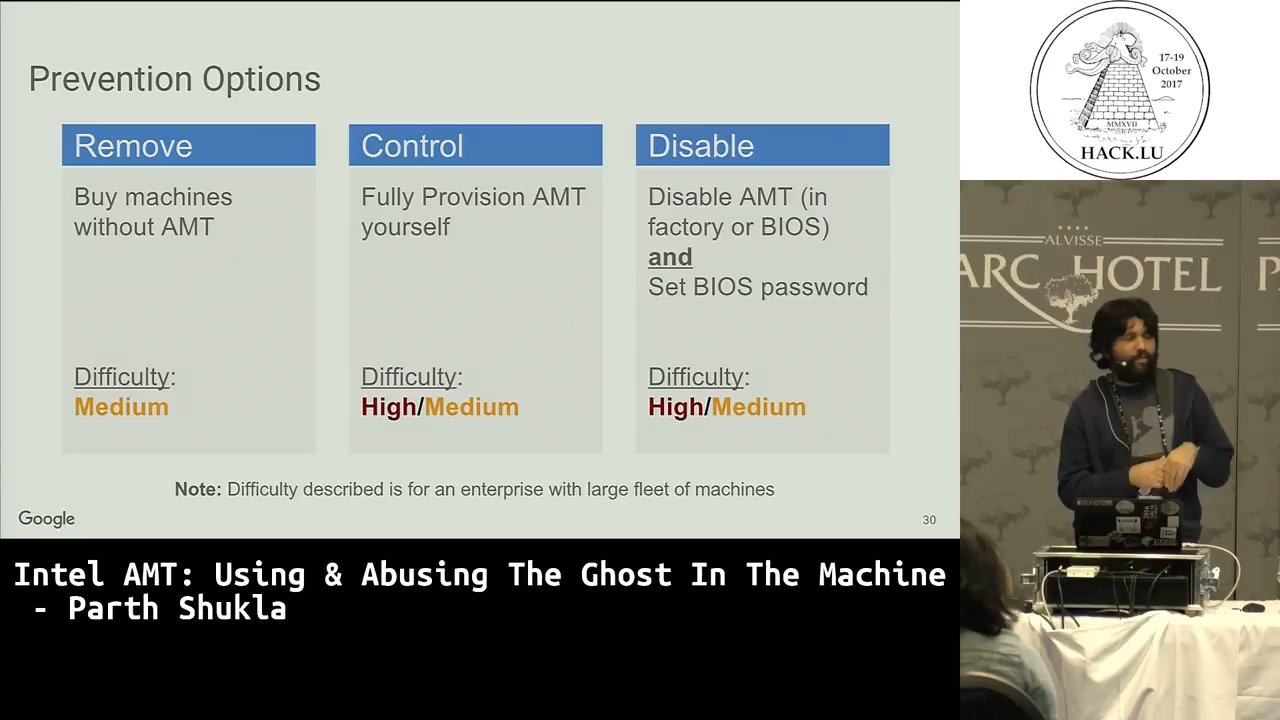 Prevention Options
Remove
Buy machines
without AMT
Difficulty:
Medium
Control
Fully Provision AMT
yourself
Difficulty:
High/Medium
Disable
Disable AMT (in
factory or BIOS)
and
Set BIOS password
Difficulty:
High/Medium
Note: Difficulty described is for an enterprise with large fleet of machines
Google
30
Intel AMT: Using & Abusing The Ghost In The Machine
- Parth Shukla
17-19
October
2017
MMXVII
HACK.LU
ALVISSE
PARC HOTEL